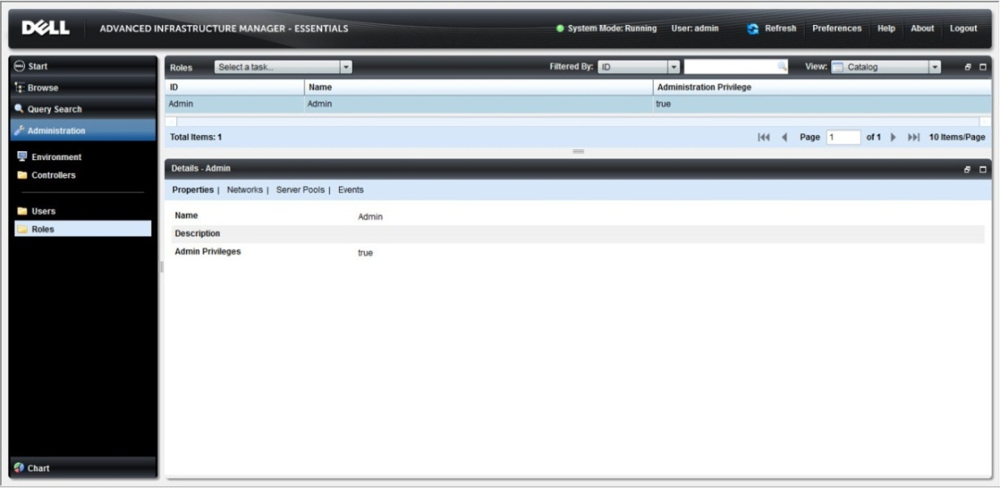 DELL ADVANCED INFRASTRUCTURE MANAGER - ESSENTIALS System Mode: Running User: admin Refresh Preferences Help About Logout
Start
Browse
Query Search
Administration
Environment
Controllers
Users
Roles
Chart
Roles Select a task... Filtered By: ID View: Catalog
ID Name Administration Privilege
Admin Admin true
Total Items: 1 Page 1 of 1 10 Items/Page
Details - Admin
Properties | Networks | Server Pools | Events
Name Admin
Description
Admin Privileges true